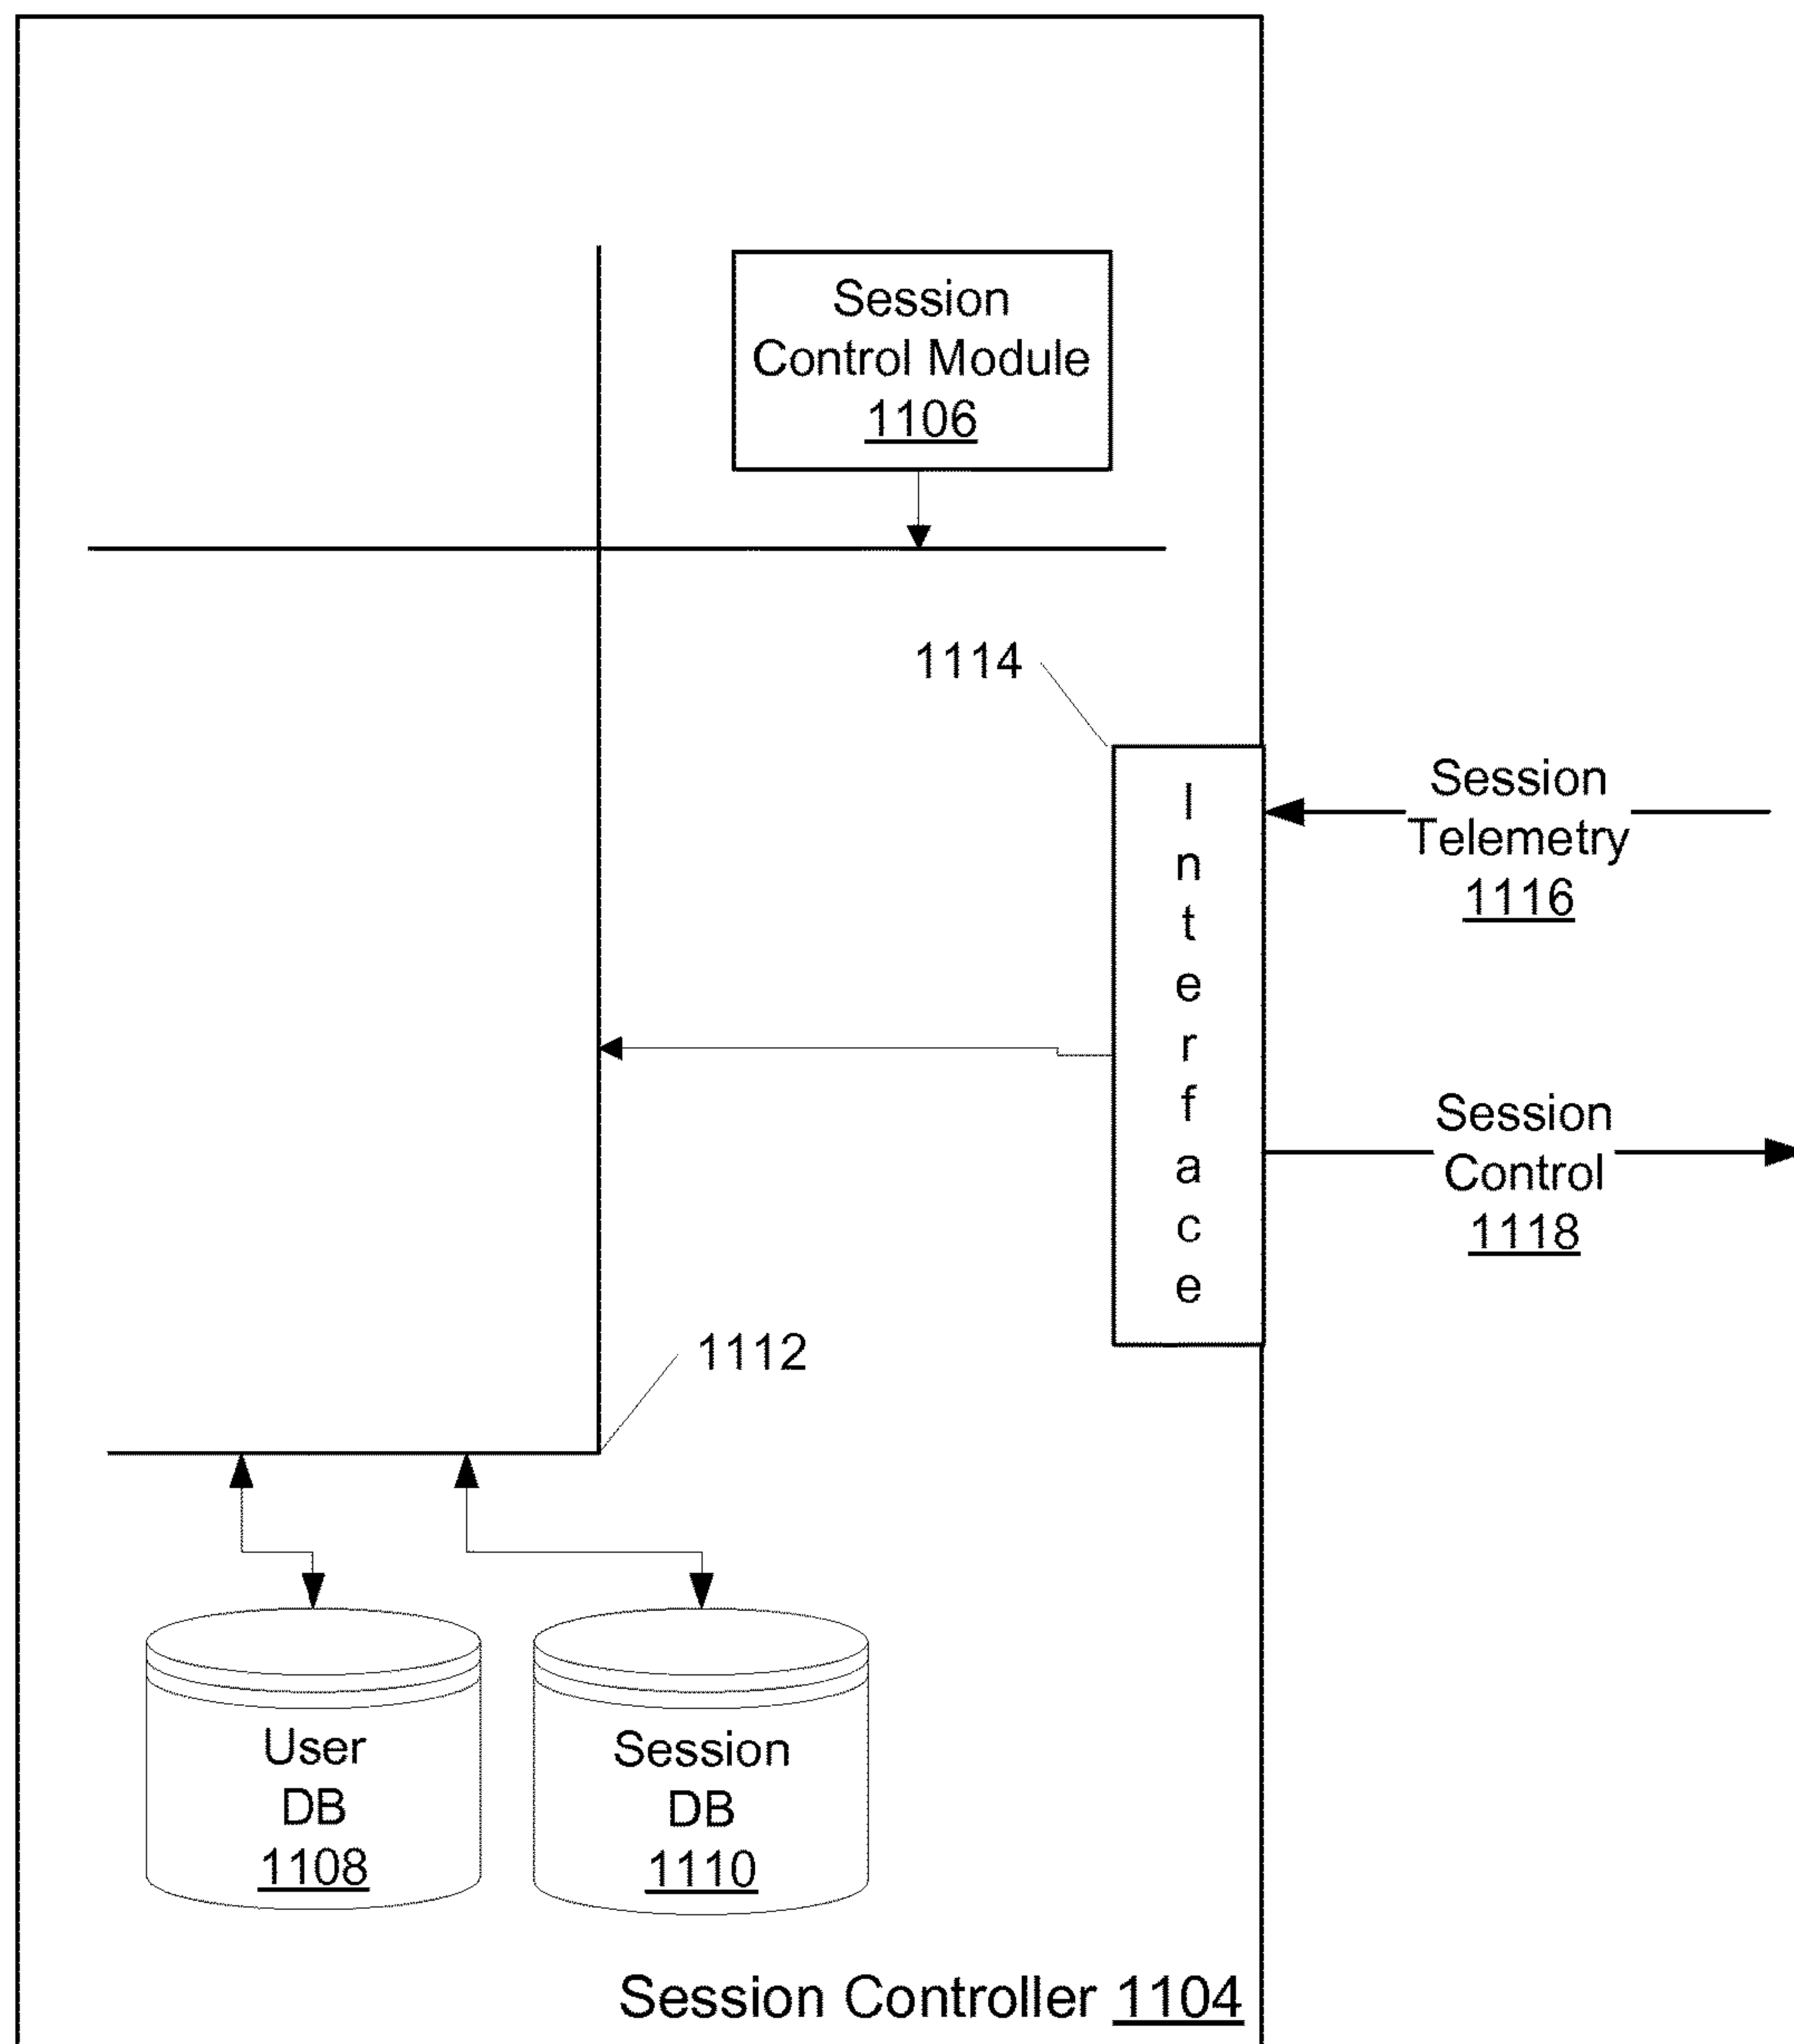 Session
Control Module
1106
1114
Interface
Session
Telemetry
1116
Session
Control
1118
1112
User
DB
1108
Session
DB
1110
Session Controller 1104